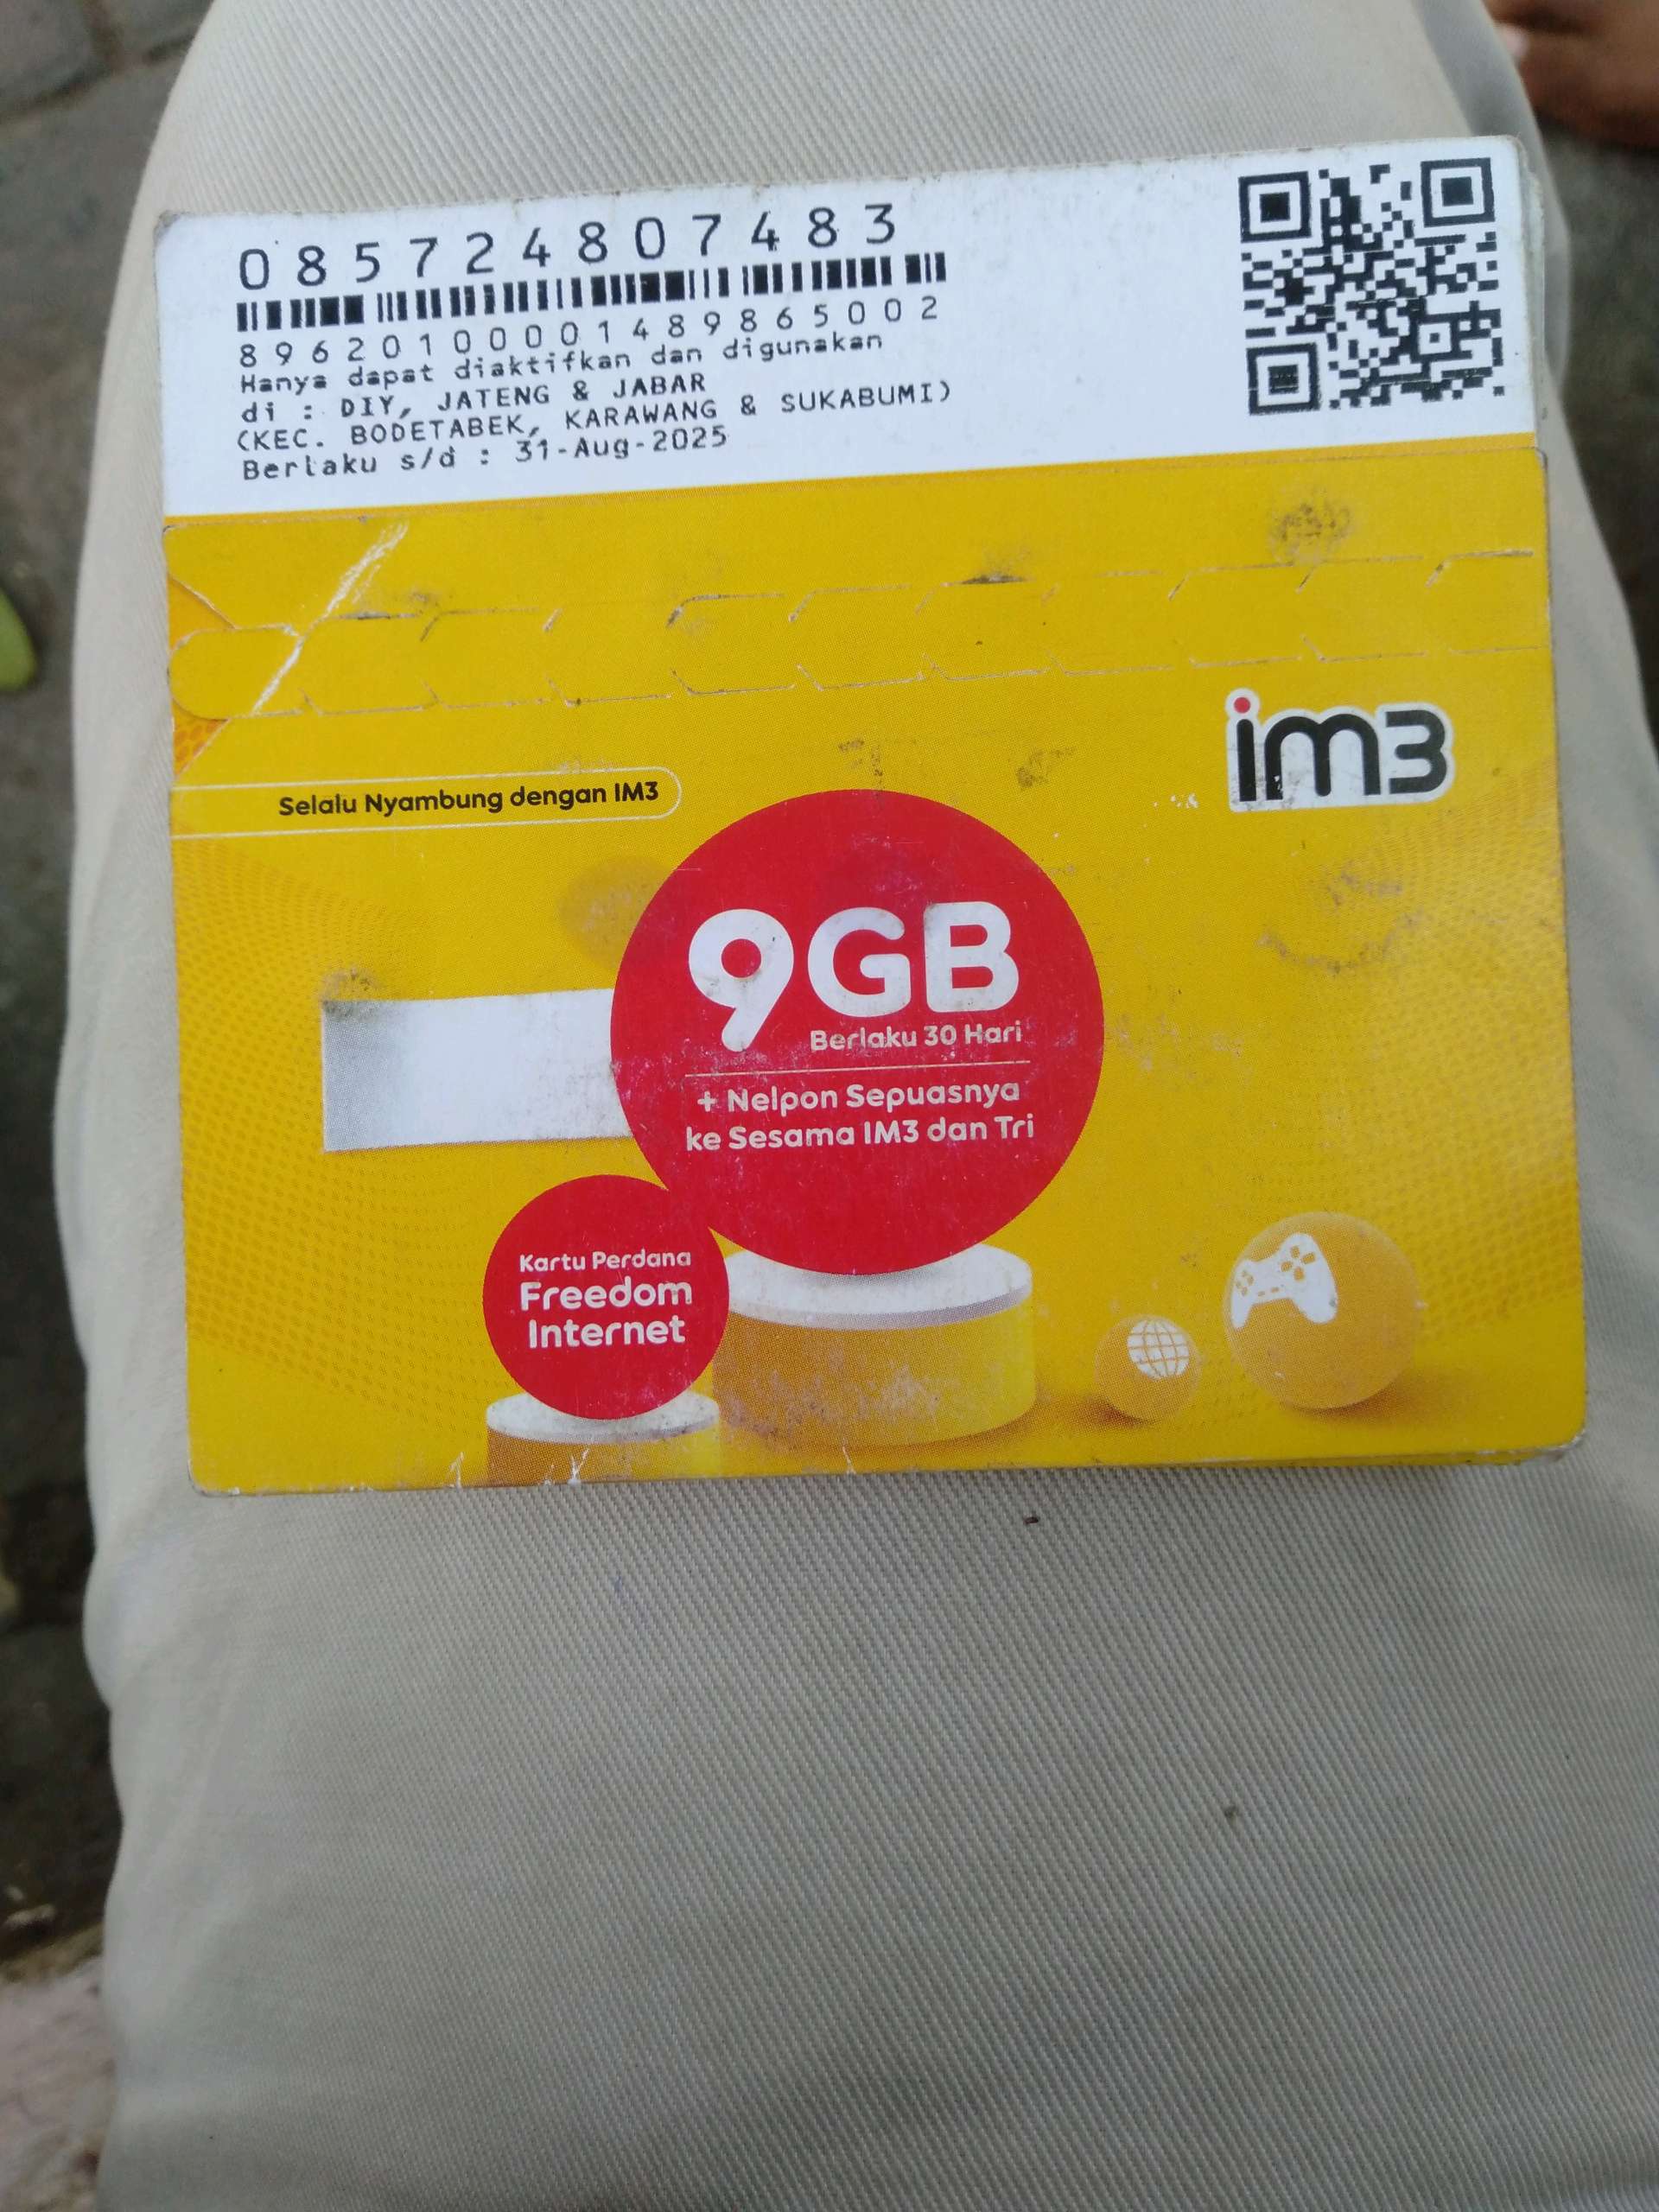 085724807483
89620100001489865002
Hanya dapat diaktifkan dan digunakan
di : DIY, JATENG & JABAR
(KEC. BODETABEK, KARAWANG & SUKABUMI)
Berlaku s/d : 31-Aug-2025
im3
Selalu Nyambung dengan IM3
9GB
Berlaku 30 Hari
+ Nelpon Sepuasnya
ke Sesama IM3 dan Tri
Kartu Perdana
Freedom
Internet